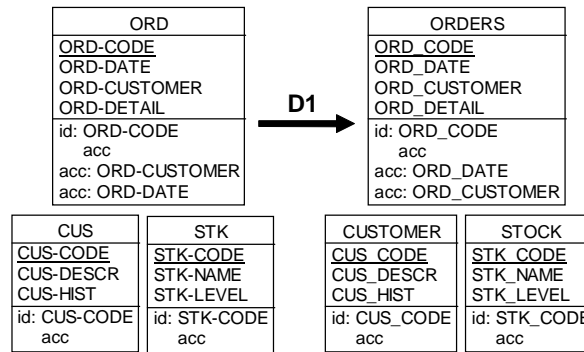 ORD
ORD-CODE
ORD-DATE
ORD-CUSTOMER
ORD-DETAIL
id: ORD-CODE
acc
acc: ORD-CUSTOMER
acc: ORD-DATE
D1
ORDERS
ORD_CODE
ORD_DATE
ORD_CUSTOMER
ORD_DETAIL
id: ORD_CODE
acc
acc: ORD_DATE
acc: ORD_CUSTOMER
CUS
CUS-CODE
CUS-DESCR
CUS-HIST
id: CUS-CODE
acc
STK
STK-CODE
STK-NAME
STK-LEVEL
id: STK-CODE
acc
CUSTOMER
CUS_CODE
CUS_DESCR
CUS_HIST
id: CUS_CODE
acc
STOCK
STK_CODE
STK_NAME
STK_LEVEL
id: STK_CODE
acc